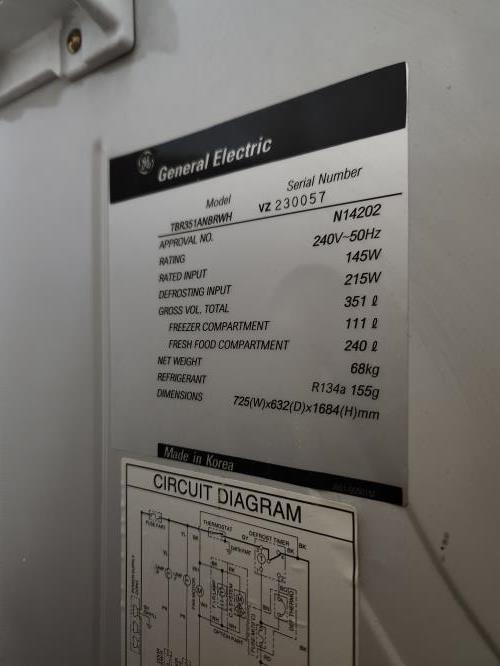 General Electric
Model Serial Number
TBR351ANBRWH VZ 230057
APPROVAL NO. N14202
RATING 240V~50Hz
RATED INPUT 145W
DEFROSTING INPUT 215W
GROSS VOL. TOTAL 351 ℓ
FREEZER COMPARTMENT 111 ℓ
FRESH FOOD COMPARTMENT 240 ℓ
NET WEIGHT 68kg
REFRIGERANT R134a 155g
DIMENSIONS 725(W)x632(D)x1684(H)mm
Made in Korea
CIRCUIT DIAGRAM
THERMOSTAT DEFROST TIMER